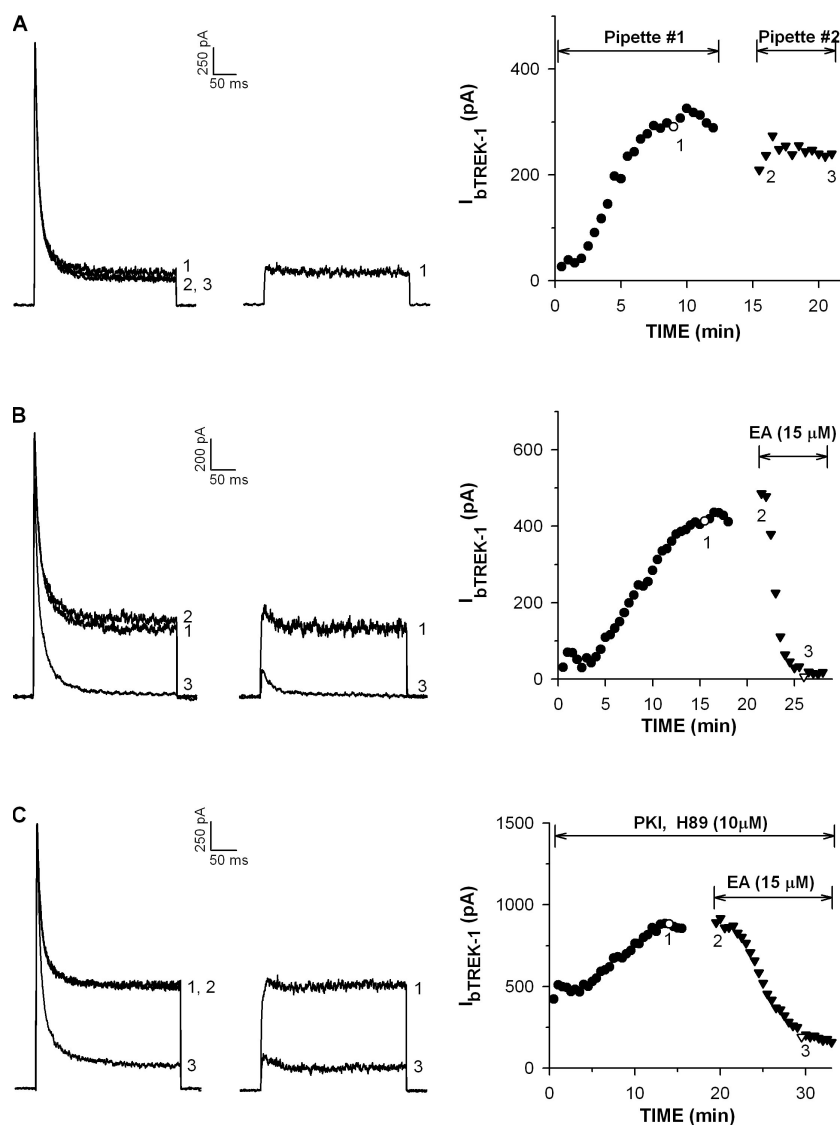 A
250 pA
50 ms
1
2, 3
1
Pipette #1
Pipette #2
I bTREK-1 (pA)
400
200
0
1
2
3
0 5 10 15 20
TIME (min)
B
200 pA
50 ms
2
1
3
1
3
EA (15 μM)
I bTREK-1 (pA)
600
400
200
0
1
2
3
0 5 10 15 20 25
TIME (min)
C
250 pA
50 ms
1, 2
3
1
3
PKI, H89 (10μM)
EA (15 μM)
I bTREK-1 (pA)
1500
1000
500
0
1
2
3
0 10 20 30
TIME (min)